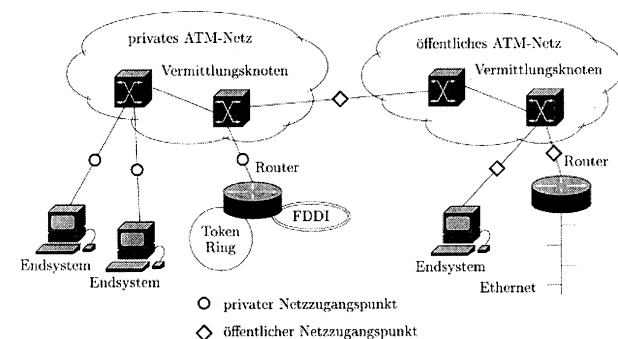 privates ATM-Netz
öffentliches ATM-Netz
Vermittlungsknoten
Vermittlungsknoten
Router
Router
FDDI
Token
Ring
Endsystem
Endsystem
Endsystem
Ethernet
privater Netzzugangspunkt
öffentlicher Netzzugangspunkt